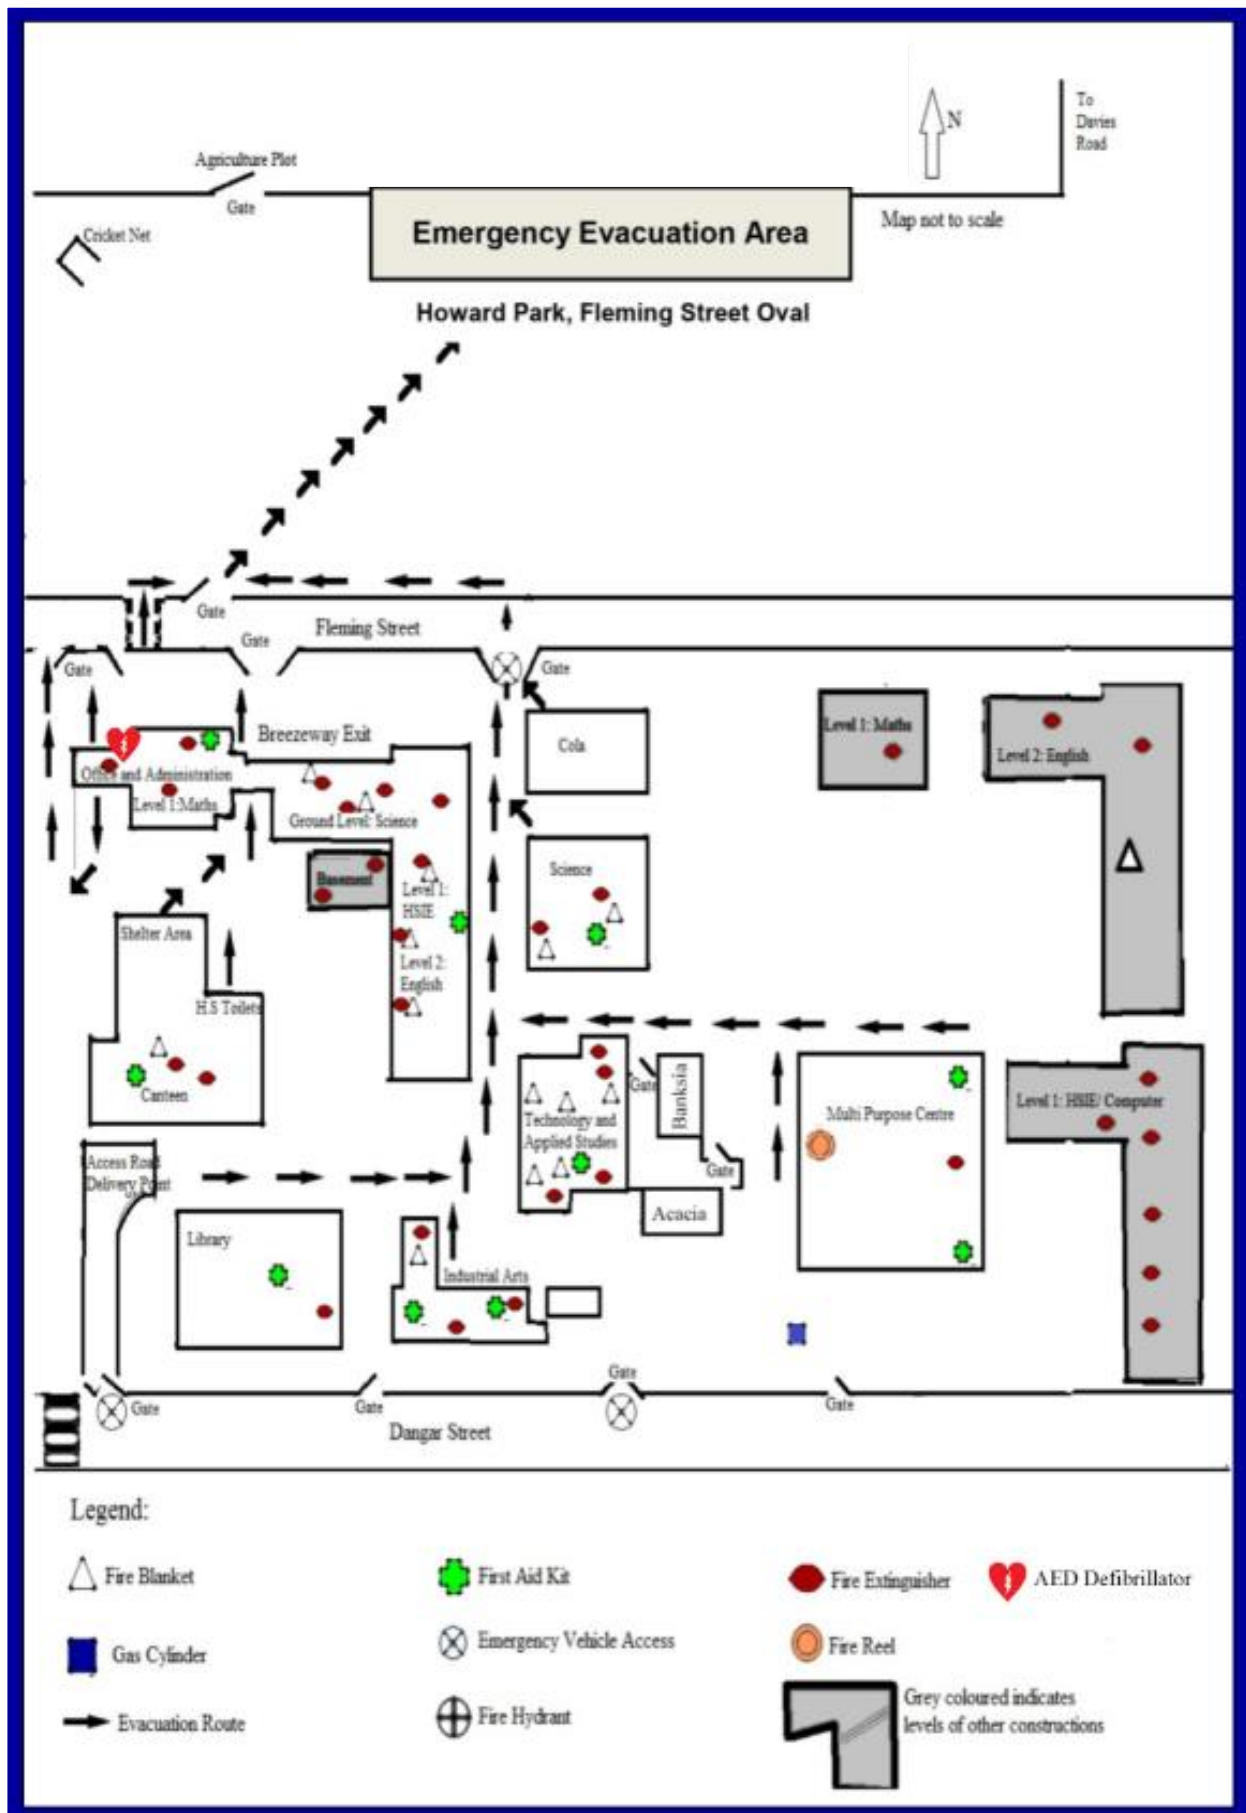 To
Davies
Road
N
Agriculture Plot
Gate
Cricket Net
Emergency Evacuation Area
Map not to scale
Howard Park, Fleming Street Oval
Gate
Fleming Street
Gate
Gate
Gate
Breezeway Exit
Cola
Level 1: Maths
Level 2: English
Office and Administration
Level 1:Maths
Ground Level: Science
Basement
Level 1:
HSIE
Science
Shelter Area
Level 2:
English
H.S Toilets
Canteen
Gate
Banksia
Technology and
Applied Studies
Multi Purpose Centre
Level 1: HSIE/ Computer
Access Road
Delivery Point
Gate
Acacia
Library
Industrial Arts
Gate
Gate
Gate
Gate
Dangar Street
Legend:
Fire Blanket
First Aid Kit
Fire Extinguisher
AED Defibrillator
Gas Cylinder
Emergency Vehicle Access
Fire Reel
Evacuation Route
Fire Hydrant
Grey coloured indicates
levels of other constructions